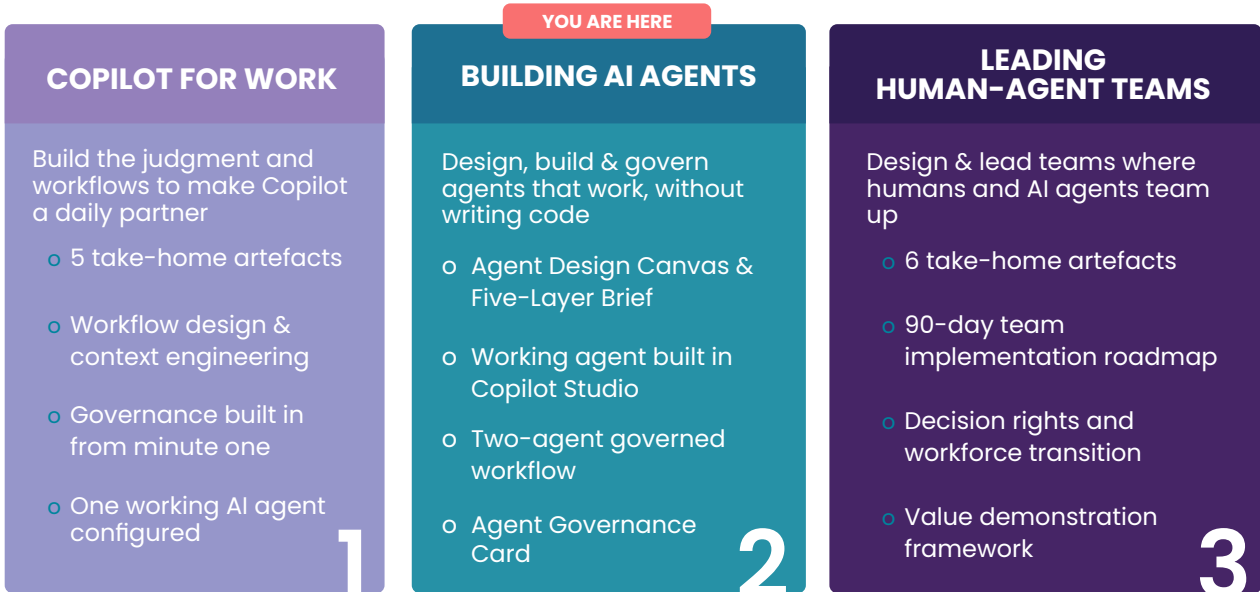 YOU ARE HERE
COPILOT FOR WORK
Build the judgment and
workflows to make Copilot
a daily partner
o 5 take-home artefacts
o Workflow design &
context engineering
o Governance built in
from minute one
o One working AI agent
configured
1
BUILDING AI AGENTS
Design, build & govern
agents that work, without
writing code
o Agent Design Canvas &
Five-Layer Brief
o Working agent built in
Copilot Studio
o Two-agent governed
workflow
o Agent Governance
Card
2
LEADING
HUMAN-AGENT TEAMS
Design & lead teams where
humans and AI agents team
up
o 6 take-home artefacts
o 90-day team
implementation roadmap
o Decision rights and
workforce transition
o Value demonstration
framework
3